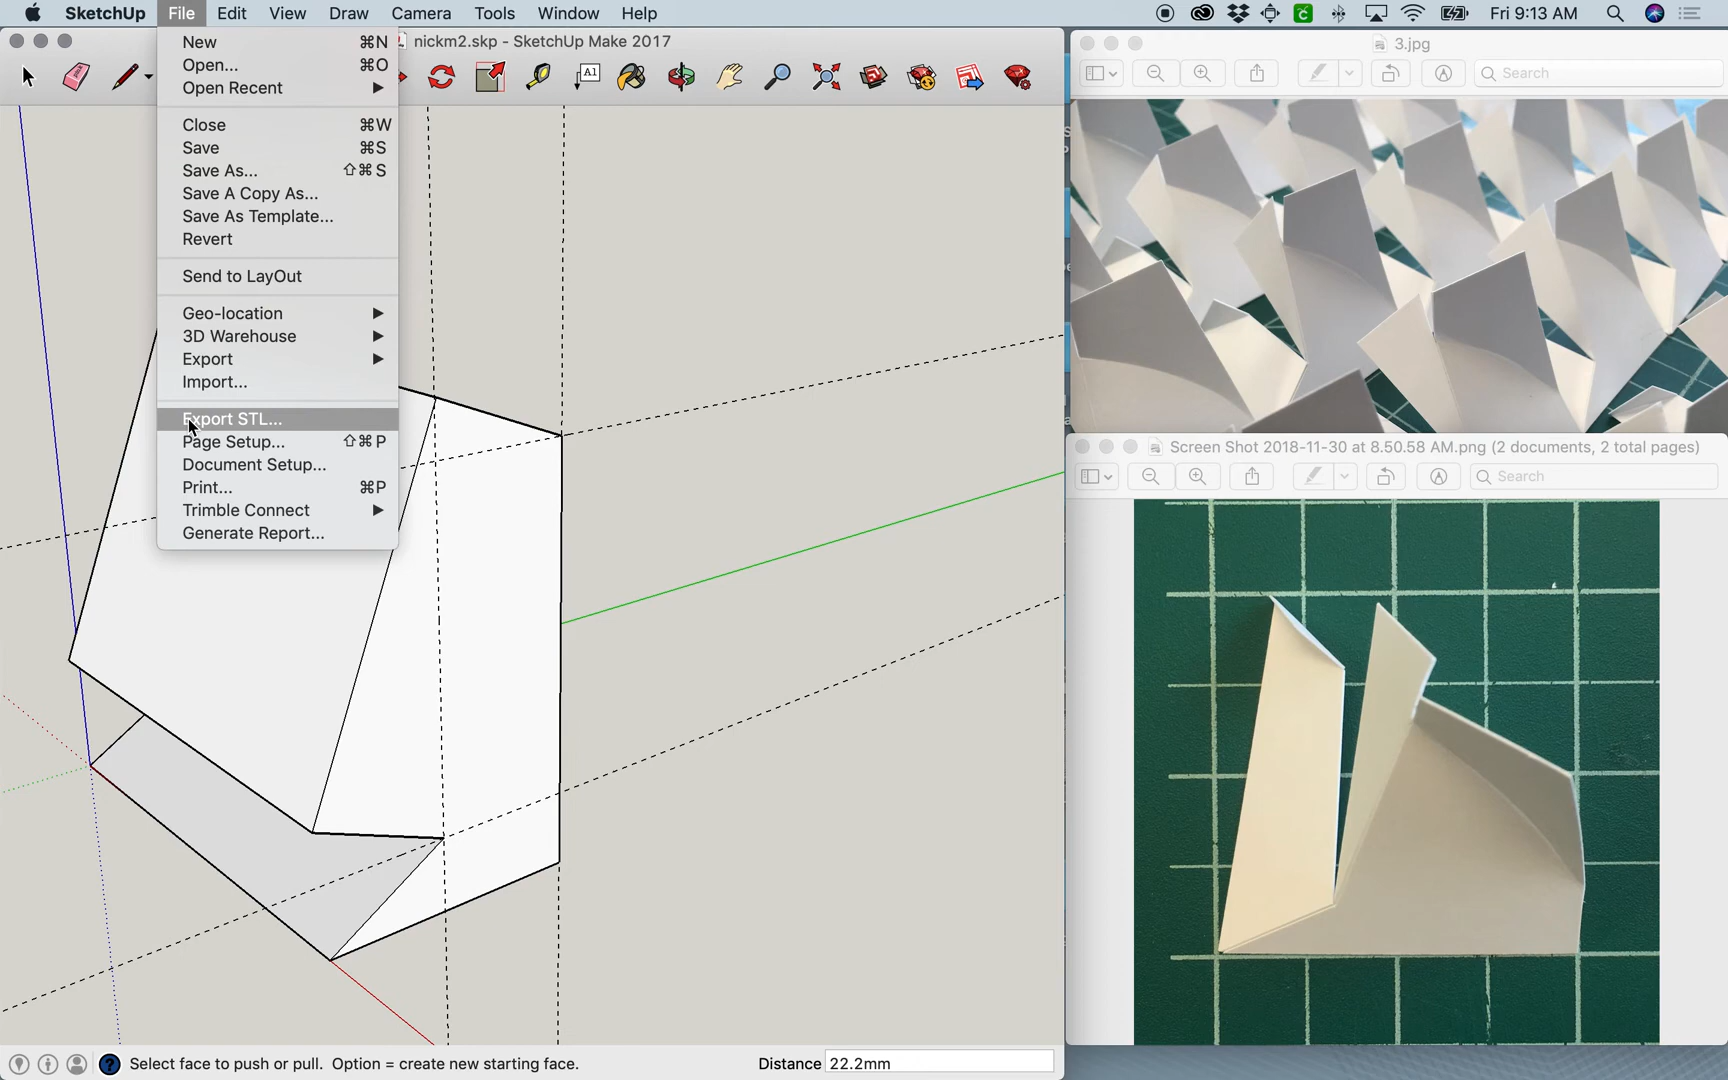 SketchUp File Edit View Draw Camera Tools Window Help Fri 9:13 AM
nickm2.skp - SketchUp Make 2017
A1
New ⌘N
Open... ⌘O
Open Recent ▶
Close ⌘W
Save ⌘S
Save As... ⇧⌘S
Save A Copy As...
Save As Template...
Revert
Send to LayOut
Geo-location ▶
3D Warehouse ▶
Export ▶
Import...
Export STL...
Page Setup... ⇧⌘P
Document Setup...
Print... ⌘P
Trimble Connect ▶
Generate Report...
Select face to push or pull. Option = create new starting face. Distance 22.2mm
3.jpg
Search
Screen Shot 2018-11-30 at 8.50.58 AM.png (2 documents, 2 total pages)
Search